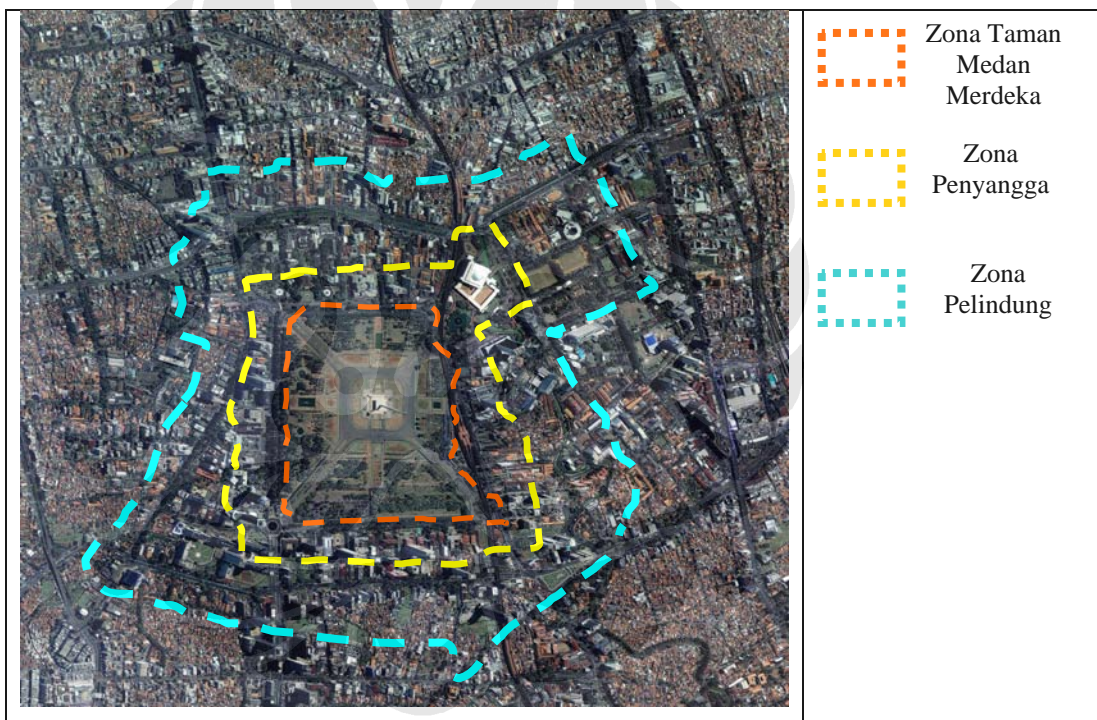 Zona Taman
Medan
Merdeka
Zona
Penyangga
Zona
Pelindung